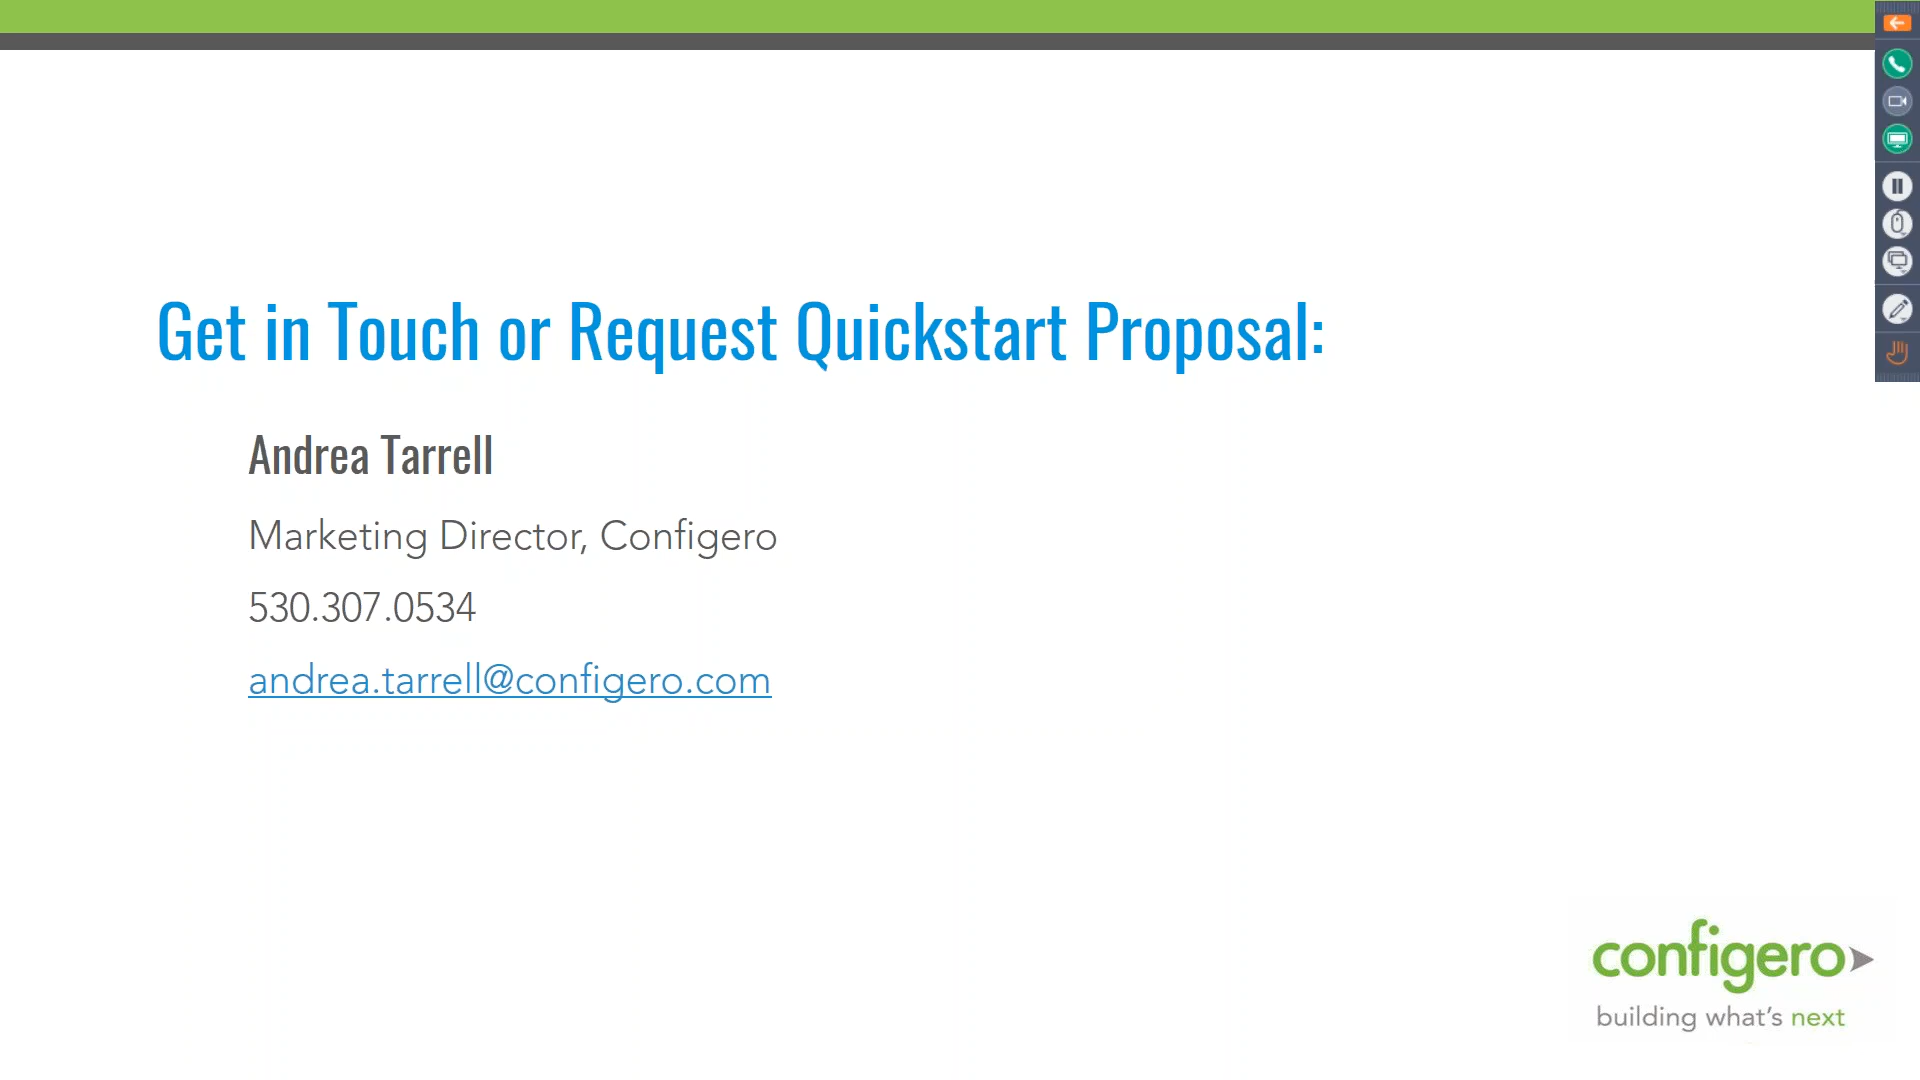 Get in Touch or Request Quickstart Proposal:
Andrea Tarrell
Marketing Director, Configero
530.307.0534
andrea.tarrell@configero.com
configero
building what's next